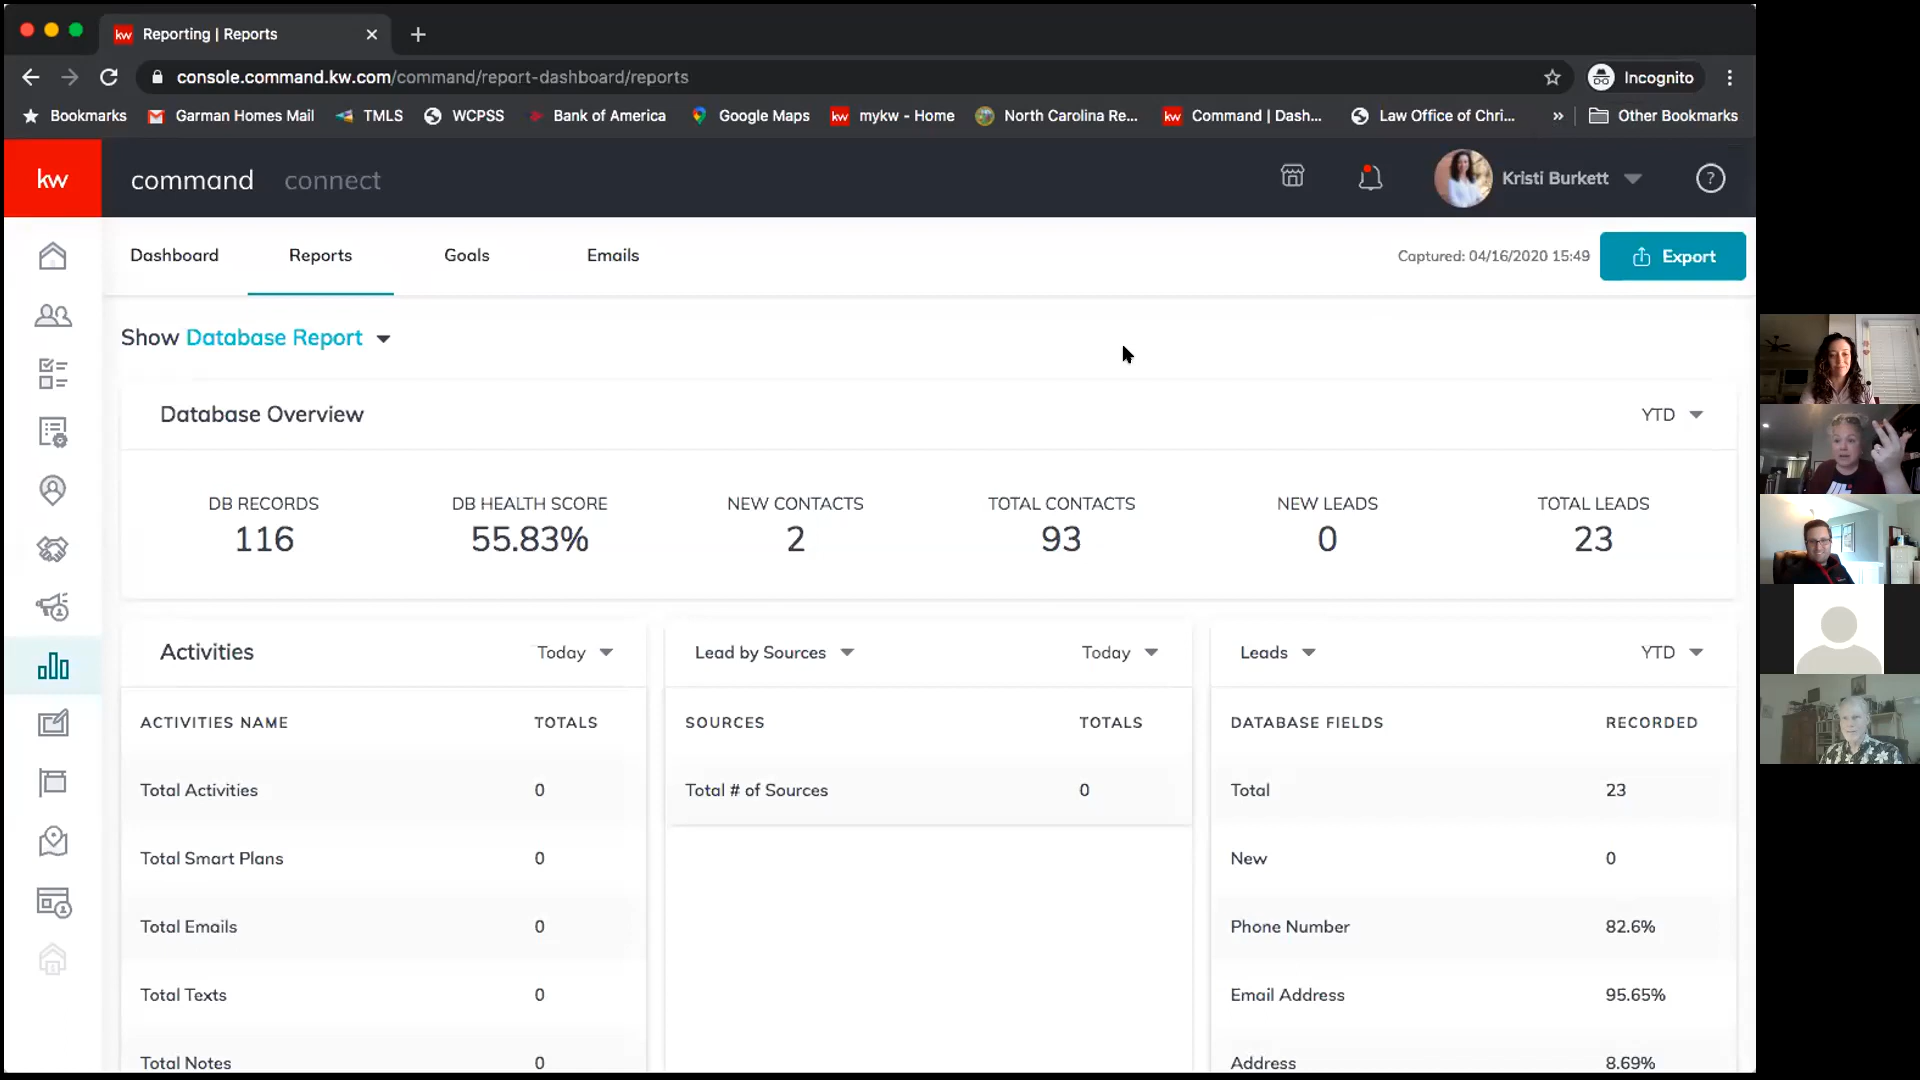 kw Reporting | Reports
console.command.kw.com/command/report-dashboard/reports
Incognito
Bookmarks Garman Homes Mail TMLS WCPSS Bank of America Google Maps kw mykw - Home North Carolina Re... kw Command | Dash... Law Office of Chri... » Other Bookmarks
kw command connect Kristi Burkett ?
Dashboard Reports Goals Emails Captured: 04/16/2020 15:49 Export
Show Database Report
Database Overview YTD
DB RECORDS DB HEALTH SCORE NEW CONTACTS TOTAL CONTACTS NEW LEADS TOTAL LEADS
116 55.83% 2 93 0 23
Activities Today Lead by Sources Today Leads YTD
ACTIVITIES NAME TOTALS SOURCES TOTALS DATABASE FIELDS RECORDED
Total Activities 0 Total # of Sources 0 Total 23
Total Smart Plans 0 New 0
Total Emails 0 Phone Number 82.6%
Total Texts 0 Email Address 95.65%
Total Notes 0 Address 8.69%